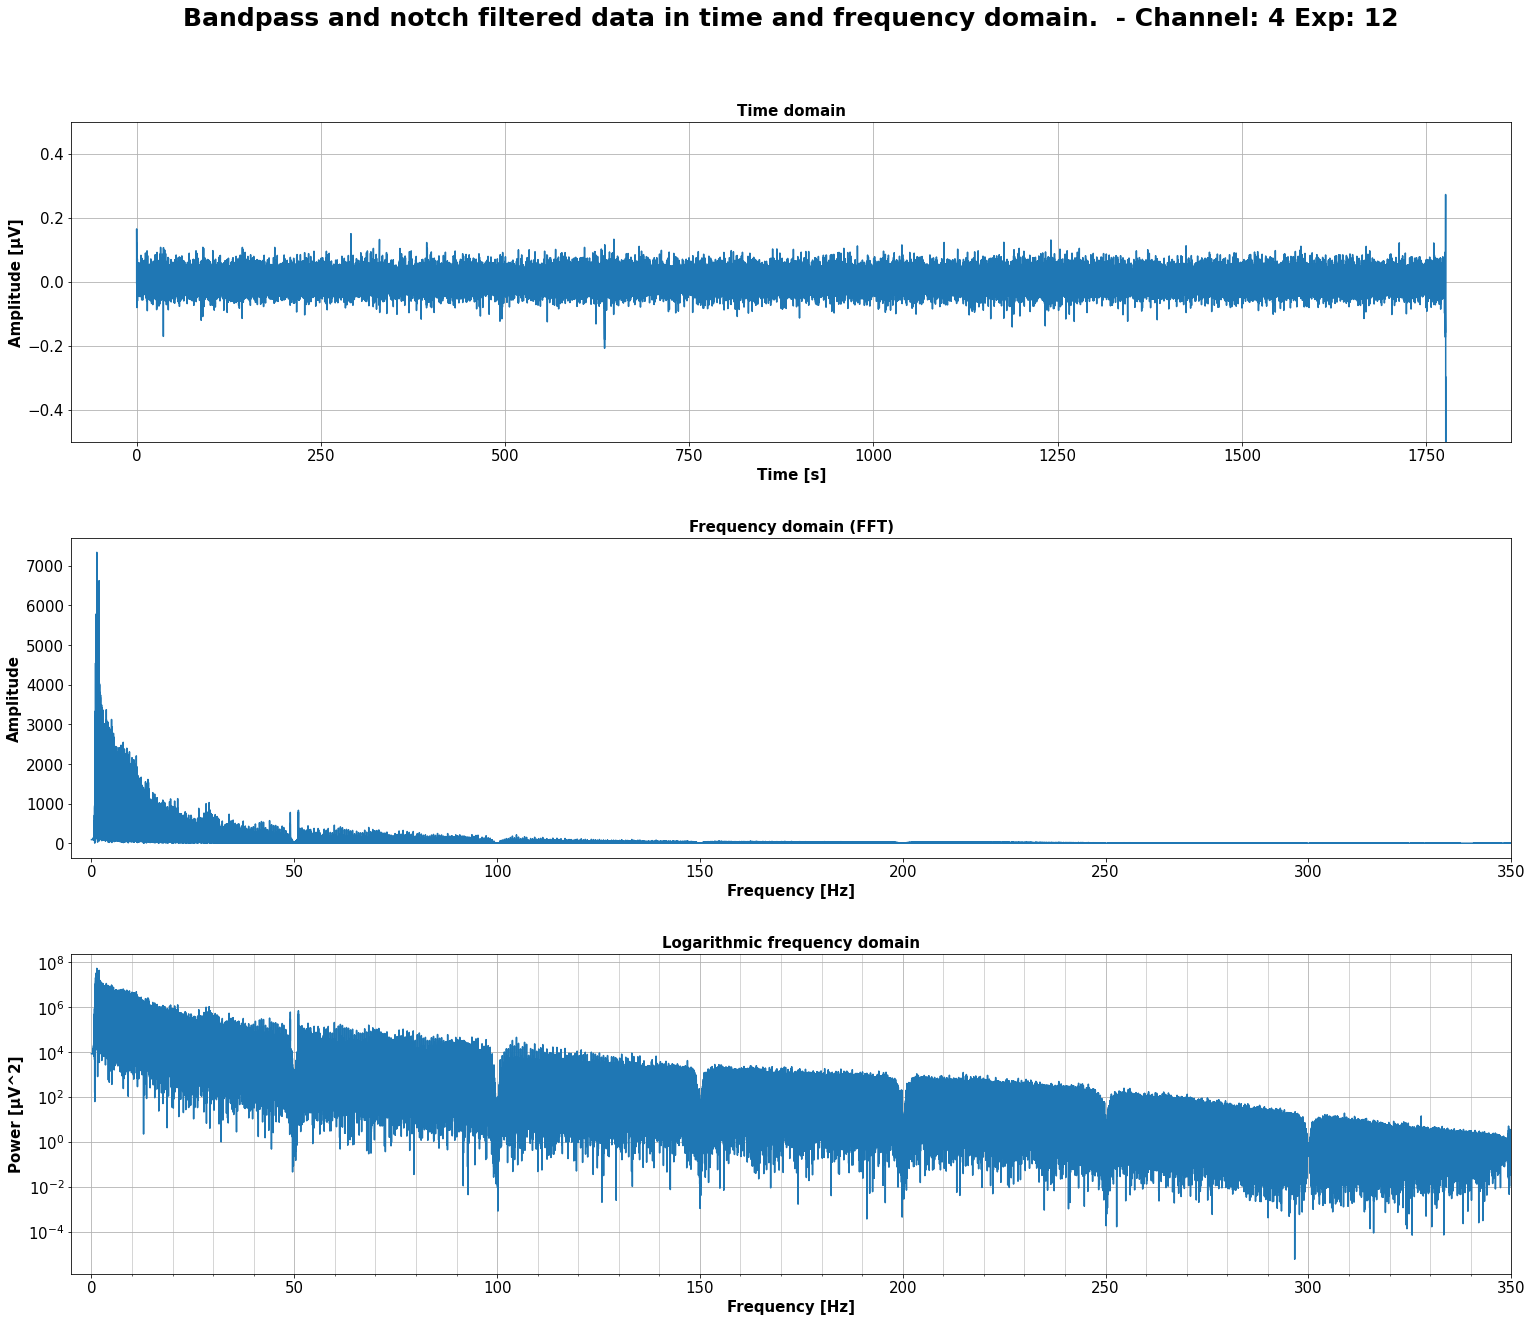 Bandpass and notch filtered data in time and frequency domain.  - Channel: 4 Exp: 12
Time domain
Amplitude [µV]
0.4
0.2
0.0
−0.2
−0.4
0 250 500 750 1000 1250 1500 1750
Time [s]
Frequency domain (FFT)
Amplitude
7000
6000
5000
4000
3000
2000
1000
0
0 50 100 150 200 250 300 350
Frequency [Hz]
Logarithmic frequency domain
Power [µV^2]
10^8
10^6
10^4
10^2
10^0
10^−2
10^−4
0 50 100 150 200 250 300 350
Frequency [Hz]